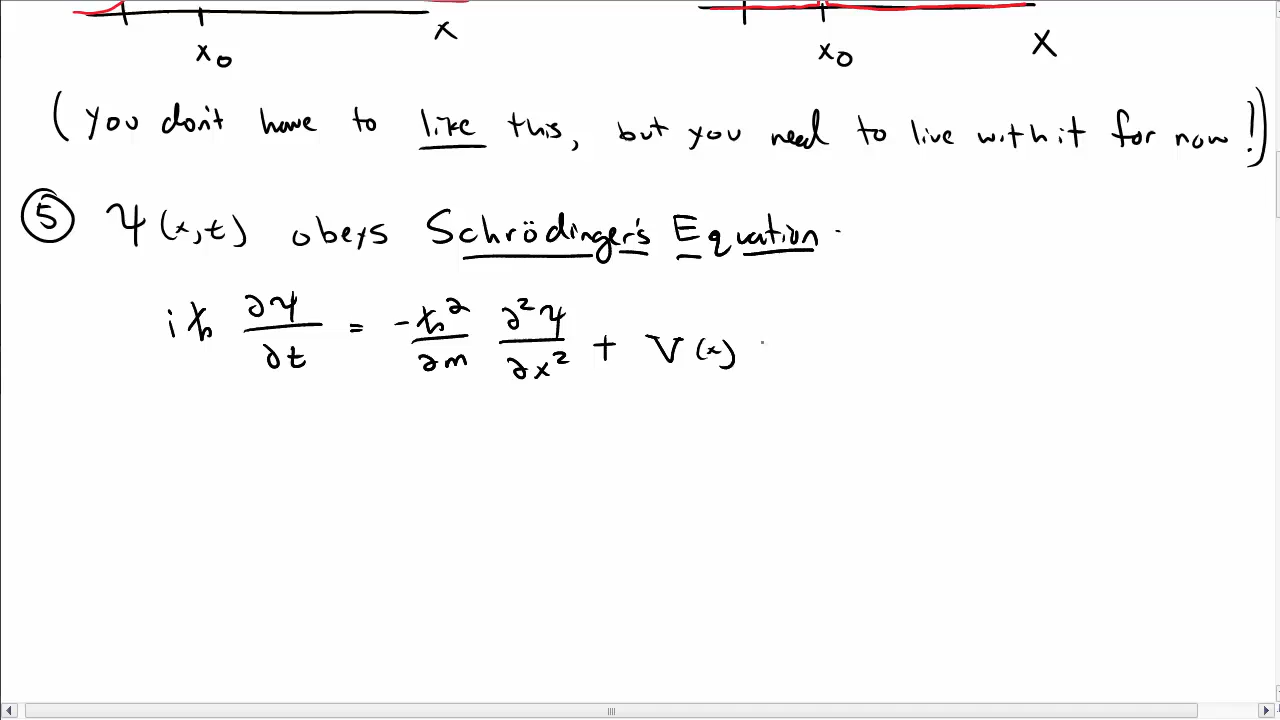 x₀ x x₀ x
(you don't have to like this, but you need to live with it for now!)
⑤ Ψ(x,t) obeys Schrödinger's Equation.
iħ ∂Ψ/∂t = -ħ²/2m ∂²Ψ/∂x² + V(x)